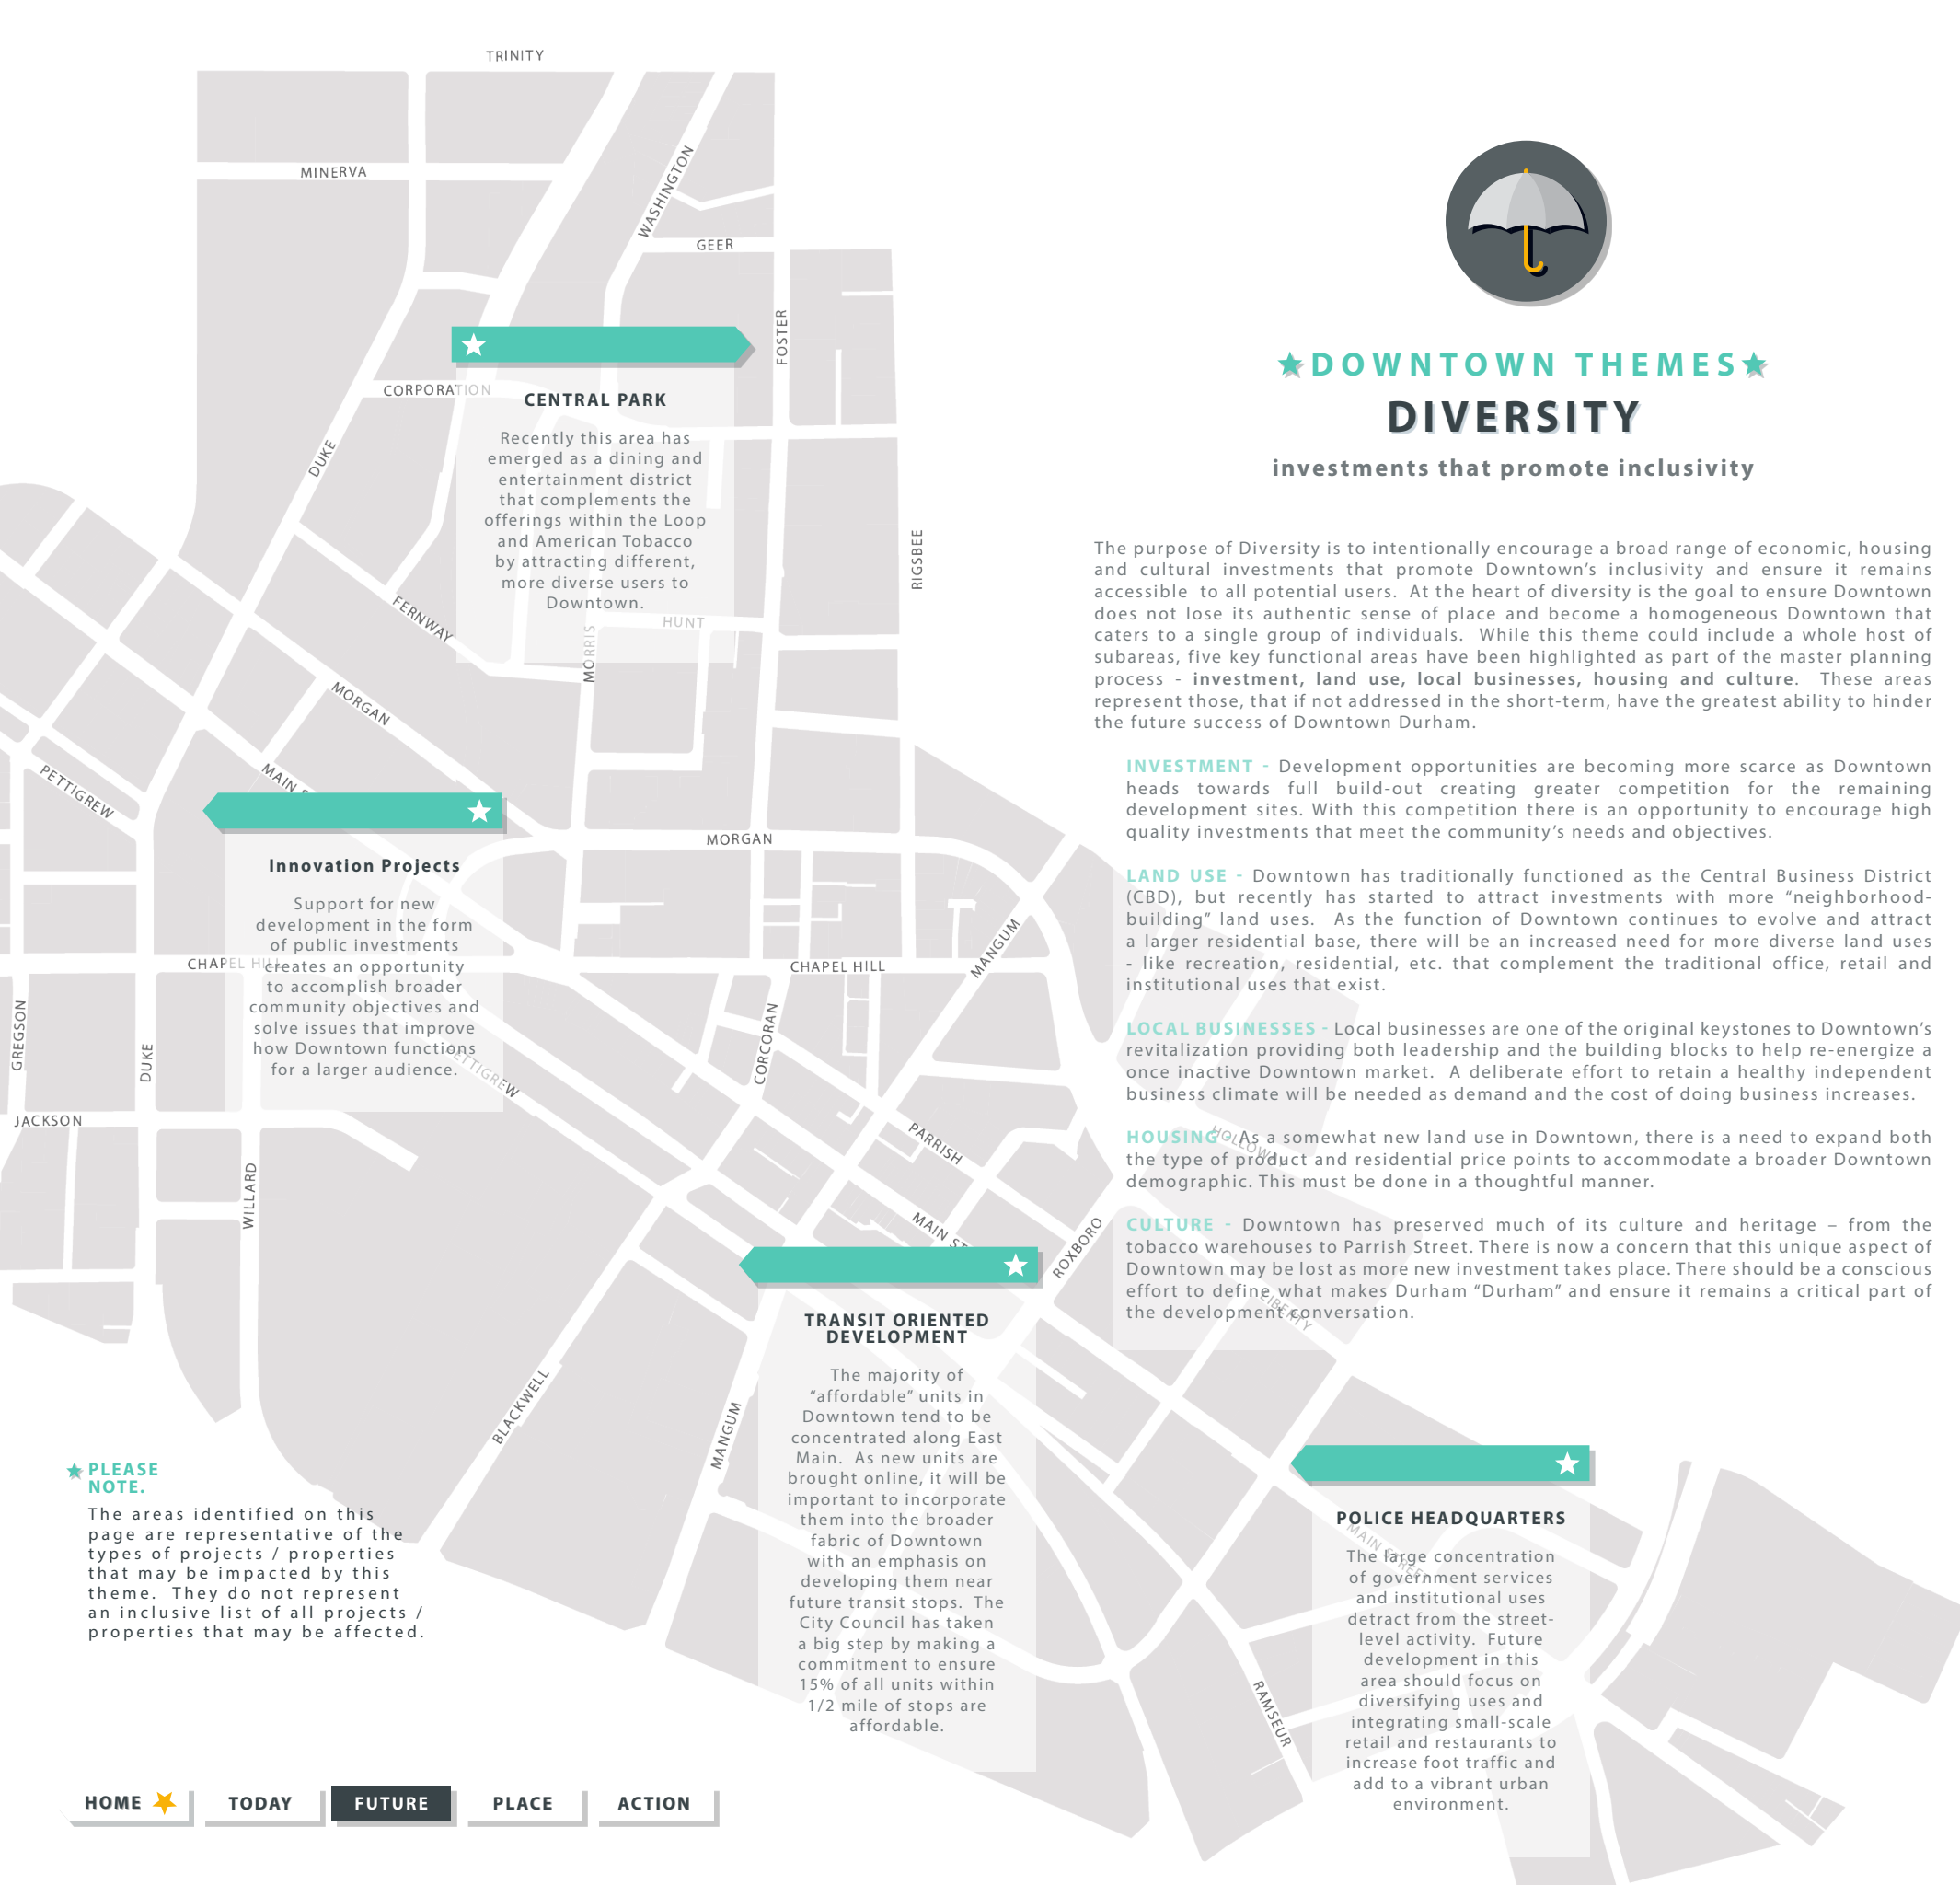 TRINITY
MINERVA
WASHINGTON
GEER
FOSTER
CORPORATION
DUKE
RIGSBEE
FERNWAY
HUNT
MORRIS
MORGAN
PETTIGREW
MAIN S
MORGAN
CHAPEL HILL
CHAPEL HILL
MANGUM
GREGSON
DUKE
CORCORAN
PETTIGREW
JACKSON
WILLARD
PARRISH
HOLLOWAY
MAIN ST
ROXBORO
LIBERTY
BLACKWELL
MANGUM
MAIN STREET
RAMSEUR
CENTRAL PARK
Recently this area has
emerged as a dining and
entertainment district
that complements the
offerings within the Loop
and American Tobacco
by attracting different,
more diverse users to
Downtown.
Innovation Projects
Support for new
development in the form
of public investments
creates an opportunity
to accomplish broader
community objectives and
solve issues that improve
how Downtown functions
for a larger audience.
TRANSIT ORIENTED
DEVELOPMENT
The majority of
“affordable” units in
Downtown tend to be
concentrated along East
Main.  As new units are
brought online, it will be
important to incorporate
them into the broader
fabric of Downtown
with an emphasis on
developing them near
future transit stops.  The
City Council has taken
a big step by making a
commitment to ensure
15% of all units within
1/2 mile of stops are
affordable.
POLICE HEADQUARTERS
The large concentration
of government services
and institutional uses
detract from the street-
level activity.  Future
development in this
area should focus on
diversifying uses and
integrating small-scale
retail and restaurants to
increase foot traffic and
add to a vibrant urban
environment.
DOWNTOWN THEMES
DIVERSITY
investments that promote inclusivity
The purpose of Diversity is to intentionally encourage a broad range of economic, housing
and cultural investments that promote Downtown’s inclusivity and ensure it remains
accessible  to all potential users.  At the heart of diversity is the goal to ensure Downtown
does not lose its authentic sense of place and become a homogeneous Downtown that
caters to a single group of individuals.  While this theme could include a whole host of
subareas, five key functional areas have been highlighted as part of the master planning
process - investment, land use, local businesses, housing and culture.  These areas
represent those, that if not addressed in the short-term, have the greatest ability to hinder
the future success of Downtown Durham.
INVESTMENT - Development opportunities are becoming more scarce as Downtown
heads towards full build-out creating greater competition for the remaining
development sites. With this competition there is an opportunity to encourage high
quality investments that meet the community’s needs and objectives.
LAND USE - Downtown has traditionally functioned as the Central Business District
(CBD), but recently has started to attract investments with more “neighborhood-
building” land uses.  As the function of Downtown continues to evolve and attract
a larger residential base, there will be an increased need for more diverse land uses
- like recreation, residential, etc. that complement the traditional office, retail and
institutional uses that exist.
LOCAL BUSINESSES - Local businesses are one of the original keystones to Downtown’s
revitalization providing both leadership and the building blocks to help re-energize a
once inactive Downtown market.  A deliberate effort to retain a healthy independent
business climate will be needed as demand and the cost of doing business increases.
HOUSING - As a somewhat new land use in Downtown, there is a need to expand both
the type of product and residential price points to accommodate a broader Downtown
demographic. This must be done in a thoughtful manner.
CULTURE - Downtown has preserved much of its culture and heritage – from the
tobacco warehouses to Parrish Street. There is now a concern that this unique aspect of
Downtown may be lost as more new investment takes place. There should be a conscious
effort to define what makes Durham “Durham” and ensure it remains a critical part of
the development conversation.
PLEASE
NOTE.
The areas identified on this
page are representative of the
types of projects / properties
that may be impacted by this
theme.  They do not represent
an inclusive list of all projects /
properties that may be affected.
HOME
TODAY
FUTURE
PLACE
ACTION